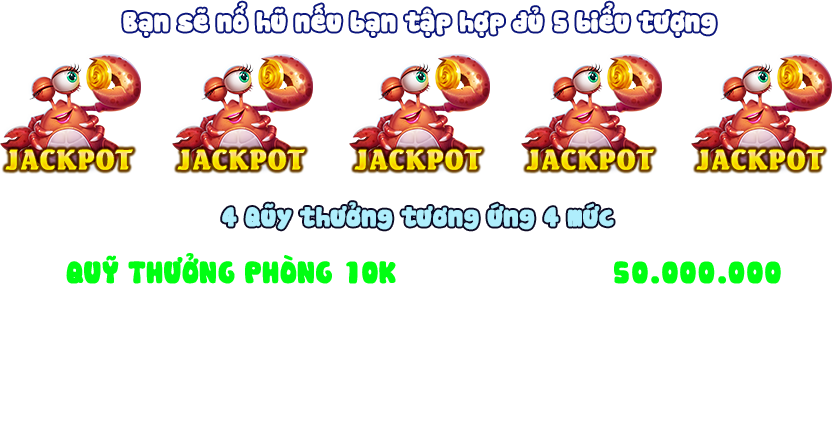 Bạn sẽ nổ hũ nếu bạn tập hợp đủ 5 biểu tượng
JACKPOT JACKPOT JACKPOT JACKPOT JACKPOT
4 Qũy thưởng tương ứng 4 mức
QUỸ THƯỞNG PHÒNG 10K 50.000.000